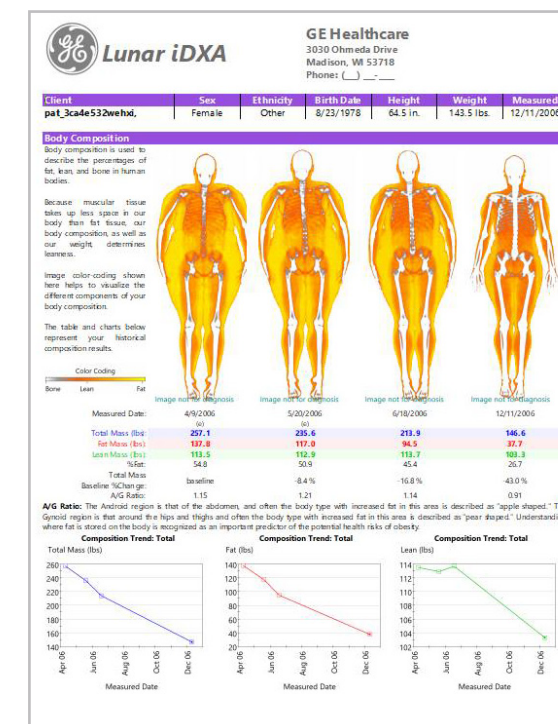 GE Lunar iDXA
GE Healthcare
3030 Ohmeda Drive
Madison, WI 53718
Phone: (__) __-___
Client Sex Ethnicity Birth Date Height Weight Measured
pat_3ca4e532wehxi, Female Other 8/23/1978 64.5 in. 143.5 lbs. 12/11/2006
Body Composition
Body composition is used to
describe the percentages of
fat, lean, and bone in human
bodies.
Because muscular tissue
takes up less space in our
body than fat tissue, our
body composition, as well as
our weight, determines
leanness.
Image color-coding shown
here helps to visualize the
different components of your
body composition.
The table and charts below
represent your historical
composition results.
Color Coding
Bone Lean Fat
Image not for diagnosis Image not for diagnosis Image not for diagnosis Image not for diagnosis
Measured Date: 4/9/2006 5/20/2006 6/18/2006 12/11/2006
(e) (e)
Total Mass (lbs): 257.1 235.6 213.9 146.6
Fat Mass (lbs): 137.8 117.0 94.5 37.7
Lean Mass (lbs): 113.5 112.9 113.7 103.3
%Fat: 54.8 50.9 45.4 26.7
Total Mass
Baseline %Change: baseline -8.4 % -16.8 % -43.0 %
A/G Ratio: 1.15 1.21 1.14 0.91
A/G Ratio: The Android region is that of the abdomen, and often the body type with increased fat in this area is described as "apple shaped." T
Gynoid region is that around the hips and thighs and often the body type with increased fat in this area is described as "pear shaped." Understandi
where fat is stored on the body is recognized as an important predictor of the potential health risks of obesity.
Composition Trend: Total Composition Trend: Total Composition Trend: Total
Total Mass (lbs) Fat (lbs) Lean (lbs)
260 140 114
240 120 112
220 100 110
200 80 108
180 60 106
160 40 104
140 20 102
Apr 06 Jun 06 Aug 06 Oct 06 Dec 06 Apr 06 Jun 06 Aug 06 Oct 06 Dec 06 Apr 06 Jun 06 Aug 06 Oct 06 Dec 06
Measured Date Measured Date Measured Date